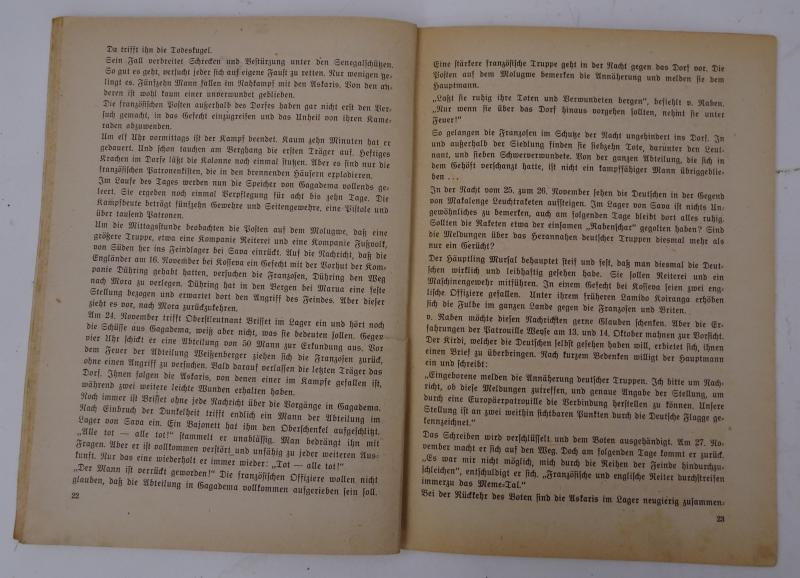 Da trifft ihn die Todeskugel.
Sein Fall verbreitet Schrecken und Bestürzung unter den Senegalschützen.
So gut es geht, versucht jeder sich auf eigene Faust zu retten. Nur wenigen ge-
lingt es. Fünfzehn Mann fallen im Nahkampf mit den Askaris. Von den an-
deren ist wohl kaum einer unverwundet geblieben.
Die französischen Posten außerhalb des Dorfes haben gar nicht erst den Ver-
such gemacht, in das Gefecht einzugreifen und das Unheil von ihren Kame-
raden abzuwenden.
Um elf Uhr vormittags ist der Kampf beendet. Kaum zehn Minuten hat er
gedauert. Und schon tauchen am Berghang die ersten Träger auf. Heftiges
Krachen im Dorfe läßt die Kolonne noch einmal stutzen. Aber es sind nur die
französischen Patronenkisten, die in den brennenden Häusern explodieren.
Im Laufe des Tages werden nun die Speicher von Gagadema vollends ge-
leert. Sie ergeben noch einmal Verpflegung für acht bis zehn Tage. Die
Kampfbeute beträgt fünfzehn Gewehre und Seitengewehre, eine Pistole und
über tausend Patronen.
Um die Mittagsstunde beobachten die Posten auf dem Molugwe, daß eine
größere Truppe, etwa eine Kompanie Reiterei und eine Kompanie Fußvolk,
von Süden her ins Feindlager bei Sava einrückt. Auf die Nachricht, daß die
Engländer am 16. November bei Kosseva ein Gefecht mit der Vorhut der Kom-
panie Dühring gehabt hatten, versuchen die Franzosen, Dühring den Weg
nach Mora zu verlegen. Dühring hat in den Bergen bei Marua eine feste
Stellung bezogen und erwartet dort den Angriff des Feindes. Aber dieser
zieht es vor, nach Mora zurückzukehren.
Am 24. November trifft Oberstleutnant Brisset im Lager ein und hört noch
die Schüsse aus Gagadema, weiß aber nicht, was sie bedeuten sollen. Gegen
vier Uhr schickt er eine Abteilung von 50 Mann zur Erkundung aus. Vor
dem Feuer der Abteilung Weißenberger ziehen sich die Franzosen zurück,
ohne einen Angriff zu versuchen. Bald darauf verlassen die letzten Träger das
Dorf. Ihnen folgen die Askaris, von denen einer im Kampfe gefallen ist,
während zwei weitere leichte Wunden erhalten haben.
Noch immer ist Brisset ohne jede Nachricht über die Vorgänge in Gagadema.
Nach Einbruch der Dunkelheit trifft endlich ein Mann der Abteilung im
Lager von Sava ein. Ein Bajonett hat ihm den Oberschenkel aufgeschlitzt.
„Alle tot — alle tot!“ stammelt er unablässig. Man bedrängt ihn mit
Fragen. Aber er ist vollkommen verstört und unfähig zu jeder weiteren Aus-
kunft. Nur das eine wiederholt er immer wieder: „Tot — alle tot!“
„Der Mann ist verrückt geworden!“ Die französischen Offiziere wollen nicht
glauben, daß die Abteilung in Gagadema vollkommen aufgerieben sein soll.
22
Eine stärkere französische Truppe geht in der Nacht gegen das Dorf vor. Die
Posten auf dem Molugwe bemerken die Annäherung und melden sie dem
Hauptmann.
„Laßt sie ruhig ihre Toten und Verwundeten bergen“, befiehlt v. Raben.
„Nur wenn sie über das Dorf hinaus vorgehen sollten, nehmt sie unter
Feuer!“
So gelangen die Franzosen im Schutze der Nacht ungehindert ins Dorf. In
und außerhalb der Siedlung finden sie siebzehn Tote, darunter den Leut-
nant, und sieben Schwerverwundete. Von der ganzen Abteilung, die sich in
dem Gehöft verschanzt hatte, ist nicht ein kampffähiger Mann übriggeblie-
ben . . .
In der Nacht vom 25. zum 26. November sehen die Deutschen in der Gegend
von Makalenge Leuchtraketen aufsteigen. Im Lager von Sava ist nichts Un-
gewöhnliches zu bemerken, auch am folgenden Tage bleibt dort alles ruhig.
Sollten die Raketen etwa der einsamen „Rabenschar“ gegolten haben? Sind
die Meldungen über das Herannahen deutscher Truppen diesmal mehr als
nur ein Gerücht?
Der Häuptling Mursal behauptet steif und fest, daß man diesmal die Deut-
schen wirklich und leibhaftig gesehen habe. Sie sollen Reiterei und ein
Maschinengewehr mitführen. In einem Gefecht bei Kosseva seien zwei eng-
lische Offiziere gefallen. Unter ihrem früheren Lamido Koiranga erhöben
sich die Fulbe im ganzen Lande gegen die Franzosen und Briten.
v. Raben möchte diesen Nachrichten gerne Glauben schenken. Aber die Er-
fahrungen der Patrouille Weyse am 13. und 14. Oktober mahnen zur Vorsicht.
Der Kirdi, welcher die Deutschen selbst gesehen haben will, erbietet sich, ihnen
einen Brief zu überbringen. Nach kurzem Bedenken willigt der Hauptmann
ein und schreibt:
„Eingeborene melden die Annäherung deutscher Truppen. Ich bitte um Nach-
richt, ob diese Meldungen zutreffen, und genaue Angabe der Stellung, um
durch eine Europäerpatrouille die Verbindung herstellen zu können. Unsere
Stellung ist an zwei weithin sichtbaren Punkten durch die Deutsche Flagge ge-
kennzeichnet.“
Das Schreiben wird verschlüsselt und dem Boten ausgehändigt. Am 27. No-
vember macht er sich auf den Weg. Doch am folgenden Tage kommt er zurück.
„Es war mir nicht möglich, mich durch die Reihen der Feinde hindurchzu-
schleichen“, entschuldigt er sich. „Französische und englische Reiter durchstreifen
immerzu das Meme-Tal.“
Bei der Rückkehr des Boten sind die Askaris im Lager neugierig zusammen-
23